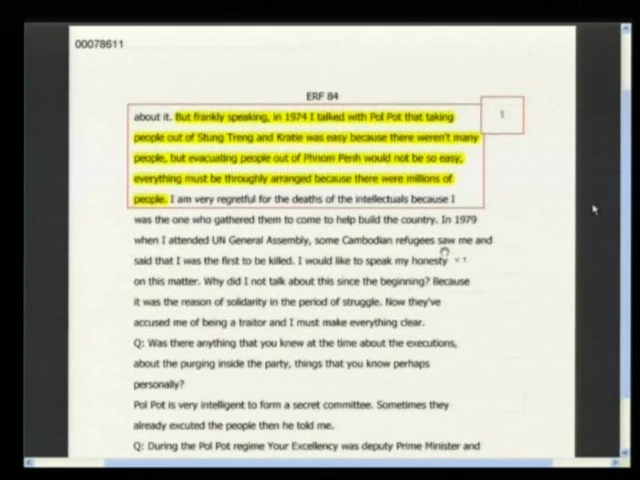 00078611
ERF 84
about it. But frankly speaking, in 1974 I talked with Pol Pot that taking
1
people out of Stung Treng and Kratie was easy because there weren't many
people, but evacuating people out of Phnom Penh would not be so easy,
everything must be throughly arranged because there were millions of
people. I am very regretful for the deaths of the intellectuals because I
was the one who gathered them to come to help build the country. In 1979
when I attended UN General Assembly, some Cambodian refugees saw me and
said that I was the first to be killed. I would like to speak my honesty
on this matter. Why did I not talk about this since the beginning? Because
it was the reason of solidarity in the period of struggle. Now they've
accused me of being a traitor and I must make everything clear.
Q: Was there anything that you knew at the time about the executions,
about the purging inside the party, things that you know perhaps
personally?
Pol Pot is very intelligent to form a secret committee. Sometimes they
already excuted the people then he told me.
Q: During the Pol Pot regime Your Excellency was deputy Prime Minister and